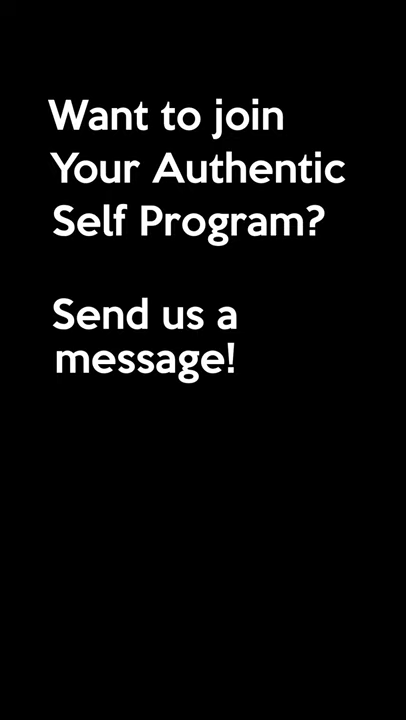 Want to join
Your Authentic
Self Program?
Send us a
message!